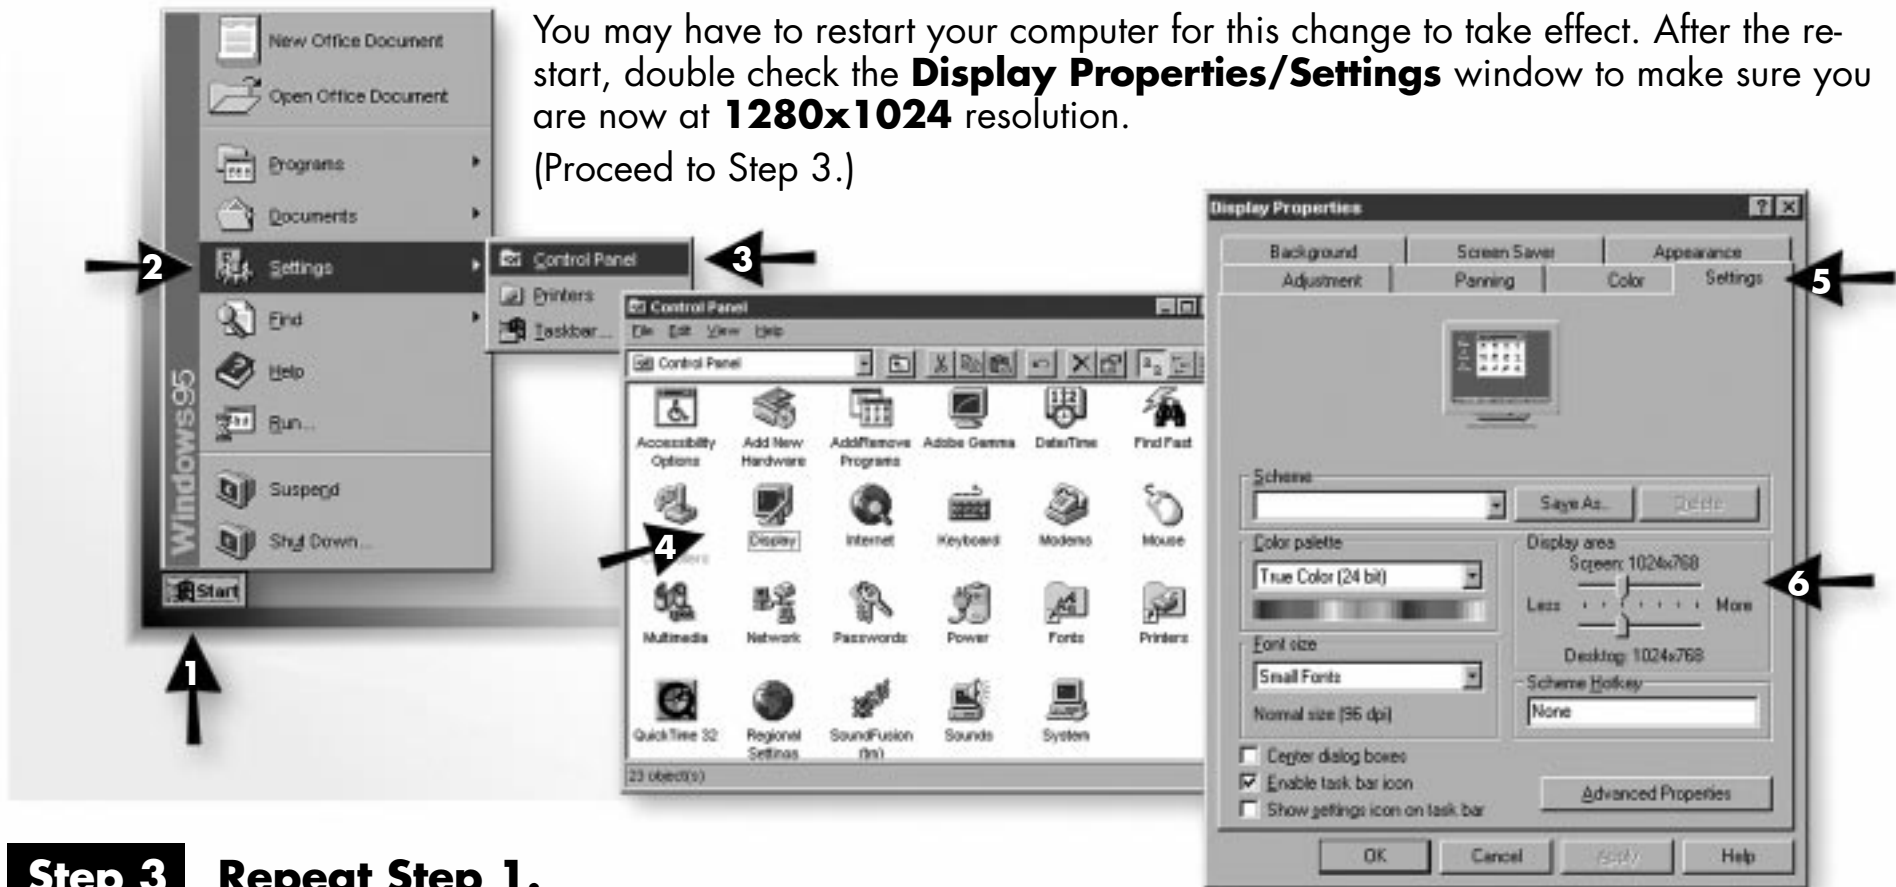 You may have to restart your computer for this change to take effect. After the re-
start, double check the Display Properties/Settings window to make sure you
are now at 1280x1024 resolution.
(Proceed to Step 3.)
New Office Document
Open Office Document
Programs
Documents
2
Settings
Find
Help
Run...
Suspend
Shut Down...
Windows95
Start
1
Control Panel
3
Printers
Taskbar...
Control Panel
File Edit View Help
Control Panel
Accessibility Options
Add New Hardware
Add/Remove Programs
Adobe Gamma
Date/Time
Find Fast
4
Display
Internet
Keyboard
Modems
Mouse
Multimedia
Network
Passwords
Power
Fonts
Printers
QuickTime 32
Regional Settings
SoundFusion (tm)
Sounds
System
23 object(s)
Display Properties
Background Screen Saver Appearance
Adjustment Panning Color Settings
5
Scheme
Save As... Delete
Color palette
True Color (24 bit)
Display area
Screen: 1024x768
Less More
Desktop: 1024x768
6
Font size
Small Fonts
Normal size (96 dpi)
Scheme Hotkey
None
Center dialog boxes
Enable task bar icon
Show settings icon on task bar
Advanced Properties
OK Cancel Apply Help
Step 3 Repeat Step 1.